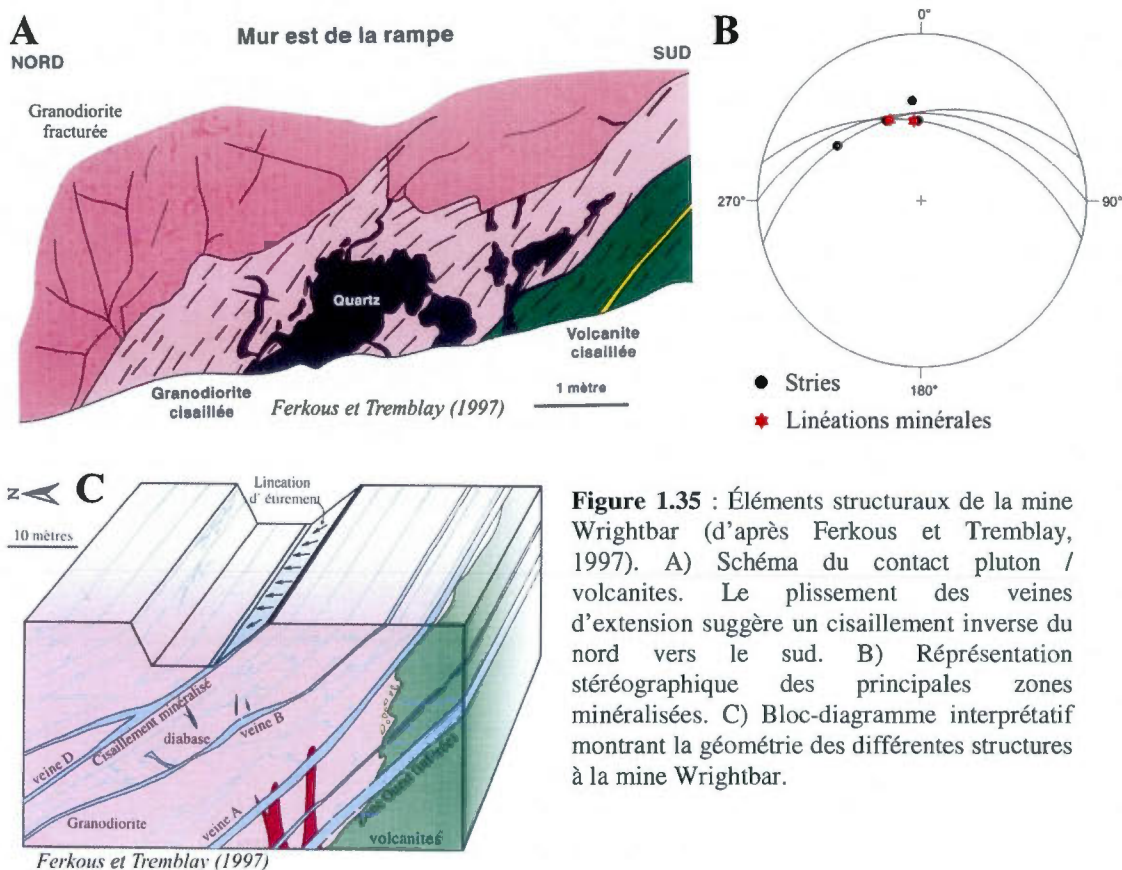 A
Mur est de la rampe
NORD
SUD
Granodiorite
fracturée
Quartz
Volcanite
cisaillée
Granodiorite
cisaillée
Ferkous et Tremblay (1997)
1 mètre
B
0°
270°
90°
180°
Stries
Linéations minérales
C
N
10 mètres
Linéation
d' étirement
veine D
Cisaillement minéralisé
diabase
veine B
veine A
Granodiorite
volcanites
Ferkous et Tremblay (1997)
Figure 1.35 : Éléments structuraux de la mine
Wrightbar (d'après Ferkous et Tremblay,
1997). A) Schéma du contact pluton /
volcanites. Le plissement des veines
d'extension suggère un cisaillement inverse du
nord vers le sud. B) Réprésentation
stéréographique des principales zones
minéralisées. C) Bloc-diagramme interprétatif
montrant la géométrie des différentes structures
à la mine Wrightbar.